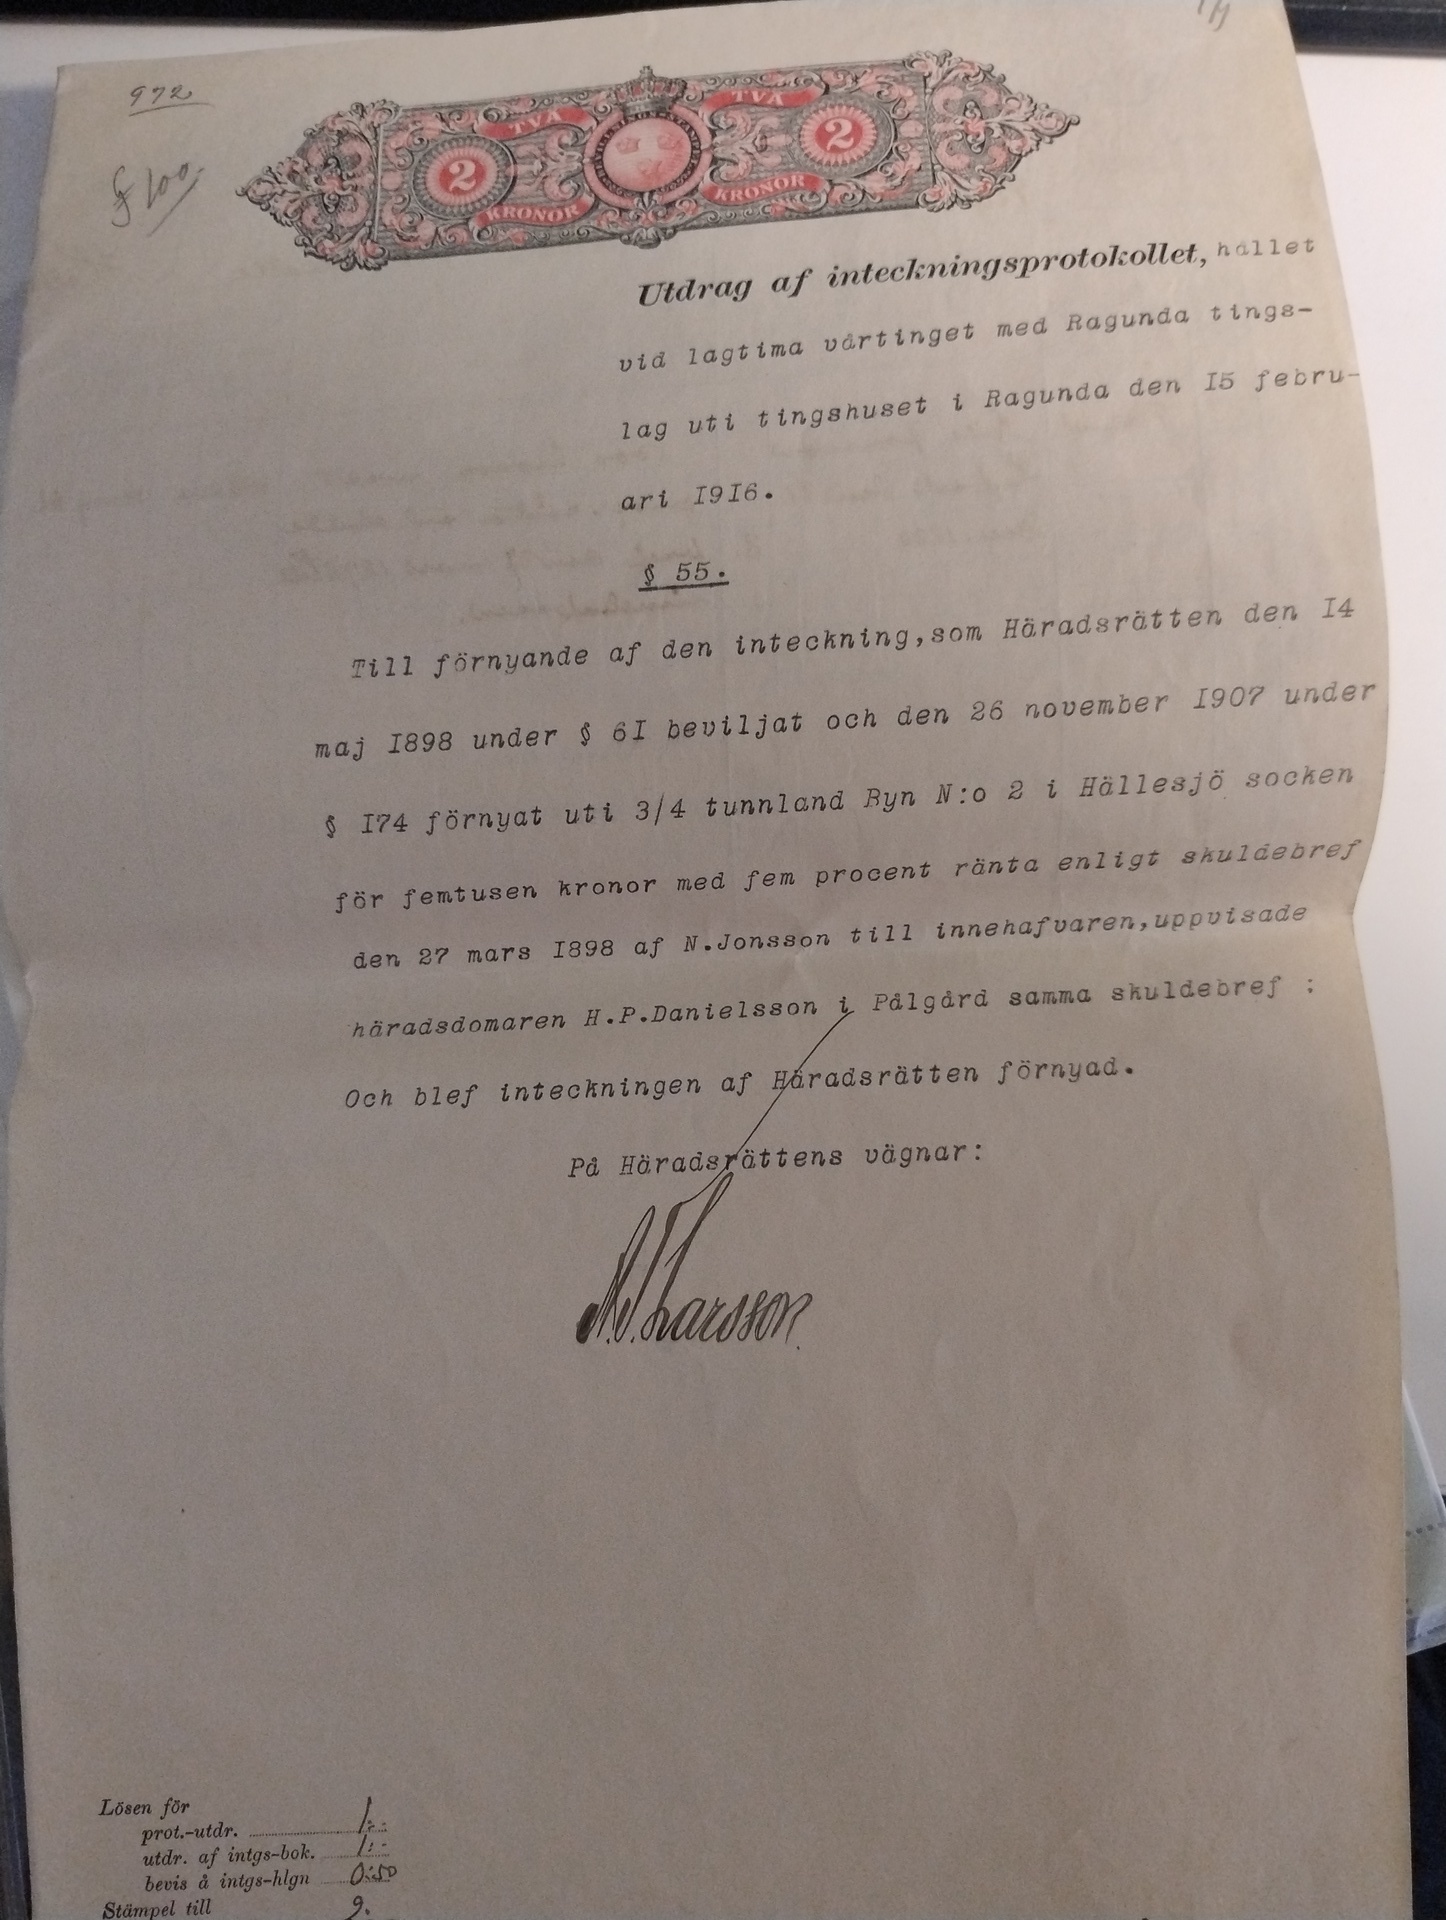 972
TVÅ
TVÅ
2
2
KRONOR
KRONOR
Utdrag af inteckningsprotokollet, hållet
vid lagtima vårtinget med Ragunda tings-
lag uti tingshuset i Ragunda den I5 febru-
ari I9I6.
§ 55.
Till förnyande af den inteckning,som Häradsrätten den I4
maj I898 under § 6I beviljat och den 26 november I907 under
§ I74 förnyat uti 3/4 tunnland Byn N:o 2 i Hällesjö socken
för femtusen kronor med fem procent ränta enligt skuldebref
den 27 mars I898 af N.Jonsson till innehafvaren,uppvisade
häradsdomaren H.P.Danielsson i Pålgård samma skuldebref :
Och blef inteckningen af Häradsrätten förnyad.
På Häradsrättens vägnar:
Larsson
Lösen för
prot.-utdr. 1:-
utdr. af intgs-bok. 1:-
bevis å intgs-hlgn 0:50
Stämpel till 2.